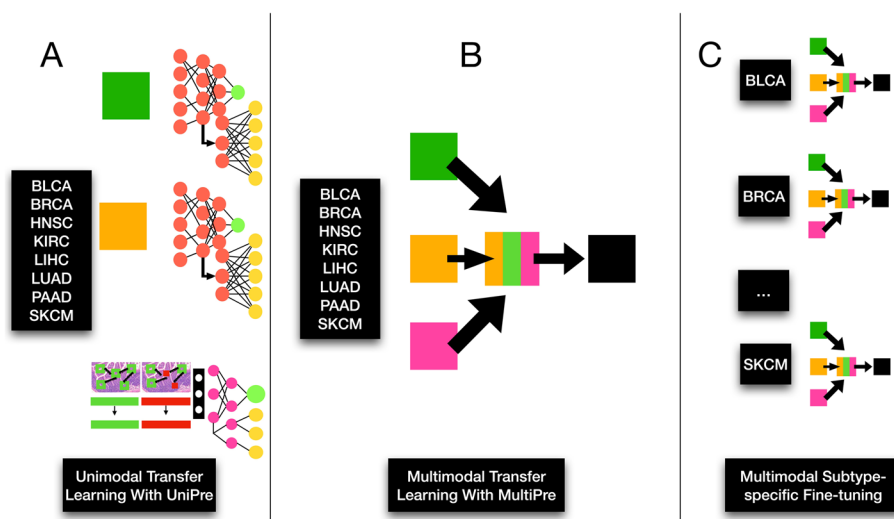 A
BLCA
BRCA
HNSC
KIRC
LIHC
LUAD
PAAD
SKCM
Unimodal Transfer
Learning With UniPre
B
BLCA
BRCA
HNSC
KIRC
LIHC
LUAD
PAAD
SKCM
Multimodal Transfer
Learning With MultiPre
C
BLCA
BRCA
...
SKCM
Multimodal Subtype-
specific Fine-tuning